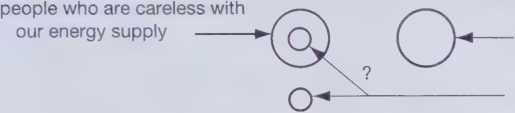 people who are careless with
our energy supply
?